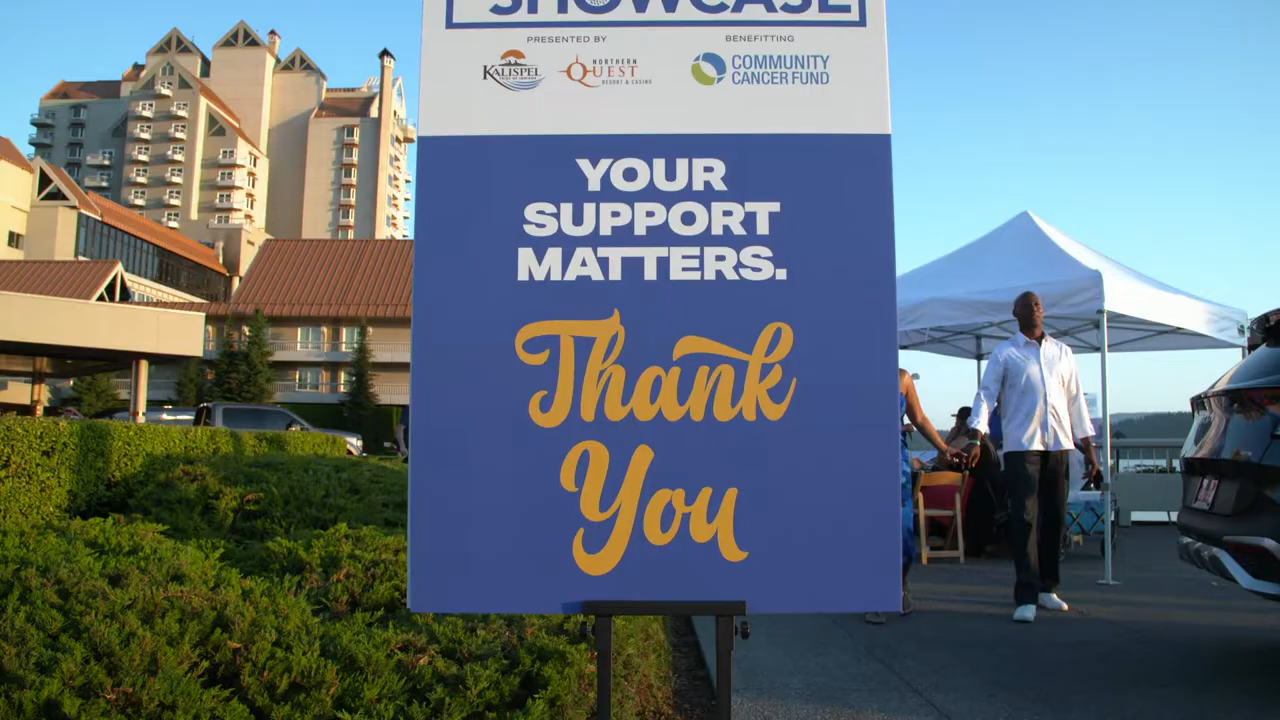 SHOWCASE
PRESENTED BY
BENEFITTING
KALISPEL
NORTHERN
QUEST
RESORT & CASINO
COMMUNITY
CANCER FUND
YOUR
SUPPORT
MATTERS.
Thank
You